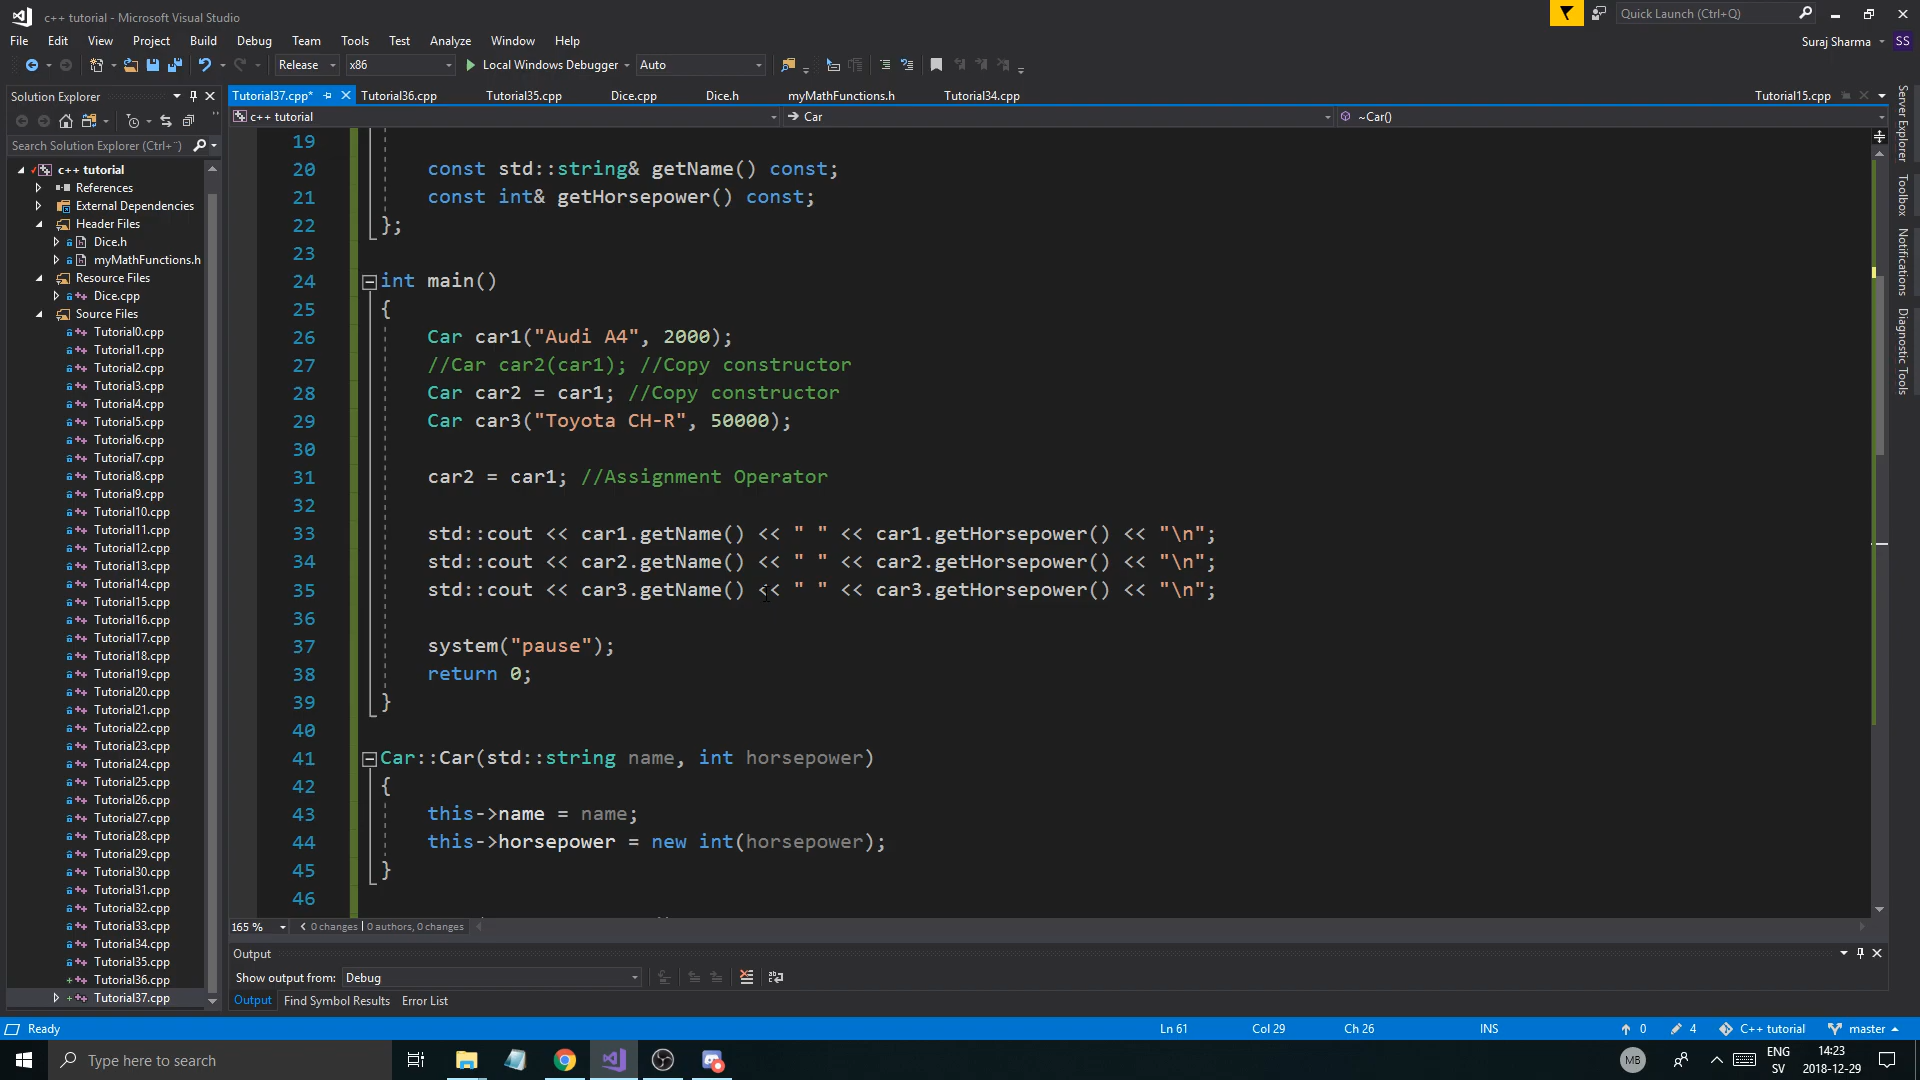 c++ tutorial - Microsoft Visual Studio
Quick Launch (Ctrl+Q)
File Edit View Project Build Debug Team Tools Test Analyze Window Help
Suraj Sharma SS
Release x86 Local Windows Debugger Auto
Solution Explorer
Tutorial37.cpp* Tutorial36.cpp Tutorial35.cpp Dice.cpp Dice.h myMathFunctions.h Tutorial34.cpp Tutorial15.cpp
c++ tutorial Car ~Car()
Search Solution Explorer (Ctrl+
c++ tutorial
References
External Dependencies
Header Files
Dice.h
myMathFunctions.h
Resource Files
Dice.cpp
Source Files
Tutorial0.cpp
Tutorial1.cpp
Tutorial2.cpp
Tutorial3.cpp
Tutorial4.cpp
Tutorial5.cpp
Tutorial6.cpp
Tutorial7.cpp
Tutorial8.cpp
Tutorial9.cpp
Tutorial10.cpp
Tutorial11.cpp
Tutorial12.cpp
Tutorial13.cpp
Tutorial14.cpp
Tutorial15.cpp
Tutorial16.cpp
Tutorial17.cpp
Tutorial18.cpp
Tutorial19.cpp
Tutorial20.cpp
Tutorial21.cpp
Tutorial22.cpp
Tutorial23.cpp
Tutorial24.cpp
Tutorial25.cpp
Tutorial26.cpp
Tutorial27.cpp
Tutorial28.cpp
Tutorial29.cpp
Tutorial30.cpp
Tutorial31.cpp
Tutorial32.cpp
Tutorial33.cpp
Tutorial34.cpp
Tutorial35.cpp
Tutorial36.cpp
Tutorial37.cpp
19
20 const std::string& getName() const;
21 const int& getHorsepower() const;
22 };
23
24 int main()
25 {
26 Car car1("Audi A4", 2000);
27 //Car car2(car1); //Copy constructor
28 Car car2 = car1; //Copy constructor
29 Car car3("Toyota CH-R", 50000);
30
31 car2 = car1; //Assignment Operator
32
33 std::cout << car1.getName() << " " << car1.getHorsepower() << "\n";
34 std::cout << car2.getName() << " " << car2.getHorsepower() << "\n";
35 std::cout << car3.getName() << " " << car3.getHorsepower() << "\n";
36
37 system("pause");
38 return 0;
39 }
40
41 Car::Car(std::string name, int horsepower)
42 {
43 this->name = name;
44 this->horsepower = new int(horsepower);
45 }
46
Server Explorer
Toolbox
Notifications
Diagnostic Tools
165 % 0 changes | 0 authors, 0 changes
Output
Show output from: Debug
Output Find Symbol Results Error List
Ready Ln 61 Col 29 Ch 26 INS 0 4 C++ tutorial master
Type here to search
MB
ENG
SV
14:23
2018-12-29